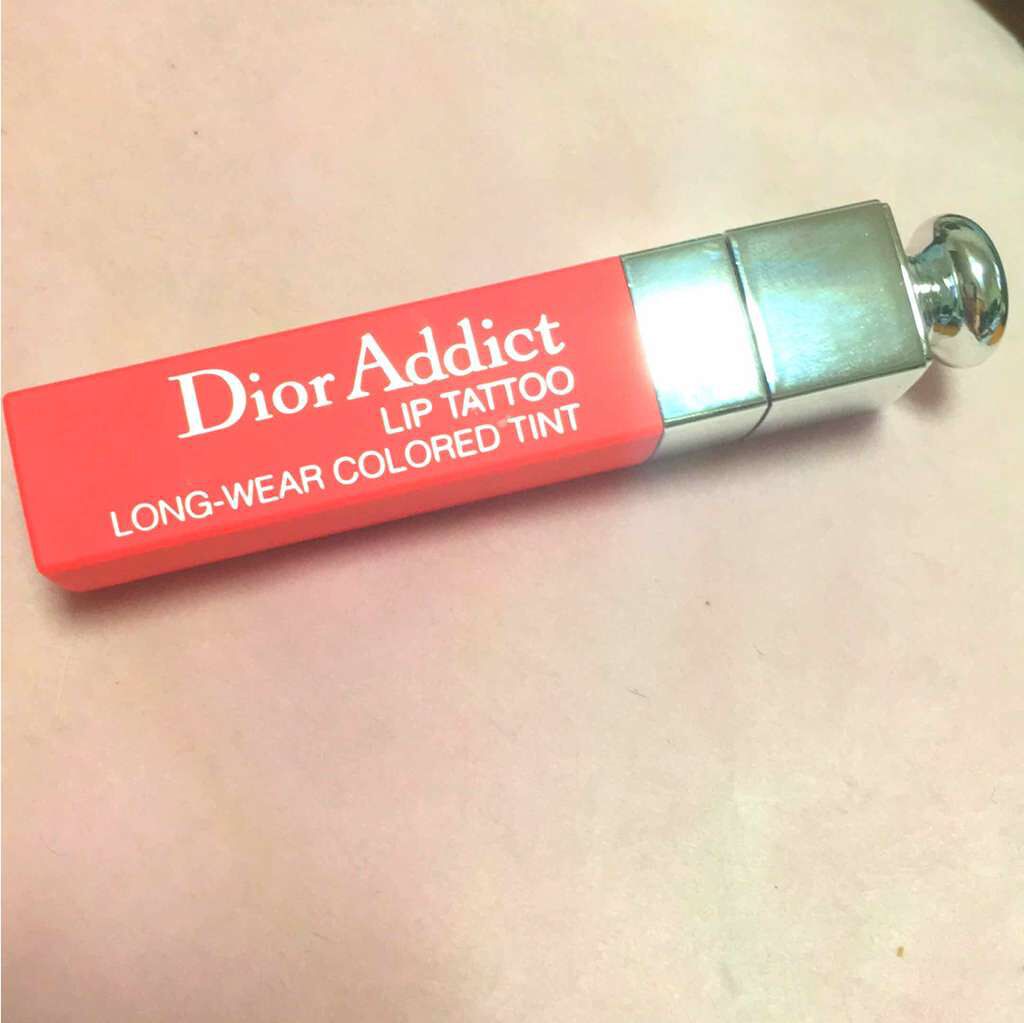 Dior Addict
LIP TATTOO
LONG-WEAR COLORED TINT